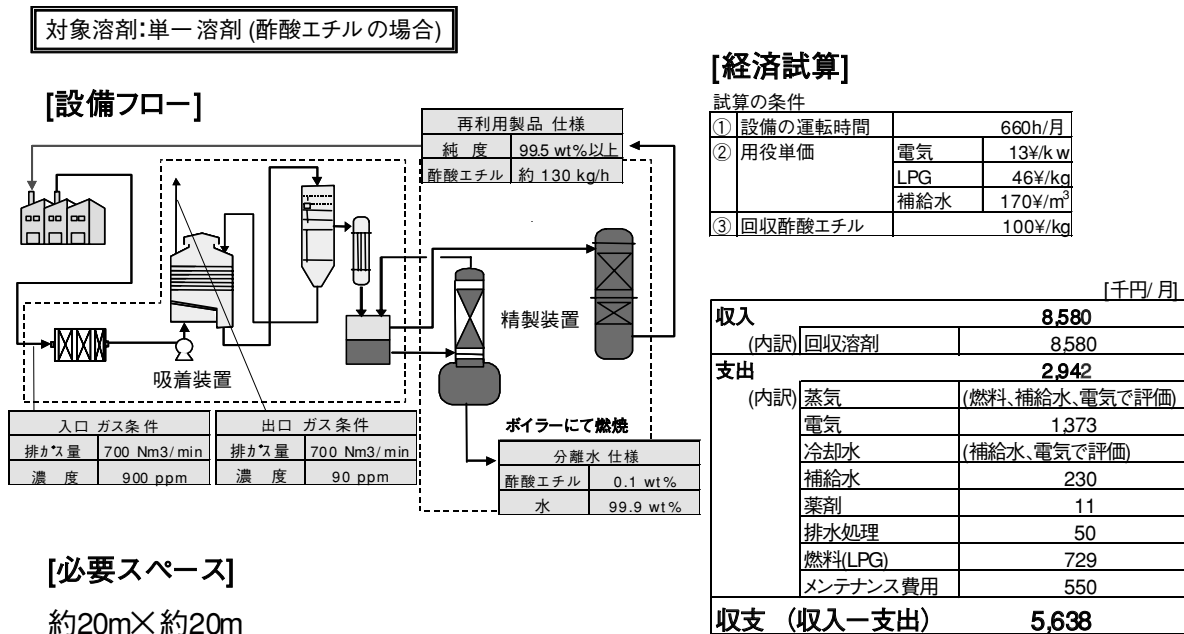 対象溶剤:単一溶剤 (酢酸エチルの場合)
[設備フロー]
再利用製品 仕様
純 度 99.5 wt%以上
酢酸エチル 約 130 kg/h
吸着装置
精製装置
入口 ガス条件
排ガス量 700 Nm3/min
濃 度 900 ppm
出口 ガス条件
排ガス量 700 Nm3/min
濃 度 90 ppm
ボイラーにて燃焼
分離水 仕様
酢酸エチル 0.1 wt%
水 99.9 wt%
[必要スペース]
約20m×約20m
[経済試算]
試算の条件
① 設備の運転時間 660h/月
② 用役単価 電気 13¥/kw
LPG 46¥/kg
補給水 170¥/m³
③ 回収酢酸エチル 100¥/kg
[千円/月]
収入 8,580
(内訳) 回収溶剤 8,580
支出 2,942
(内訳) 蒸気 (燃料、補給水、電気で評価)
電気 1,373
冷却水 (補給水、電気で評価)
補給水 230
薬剤 11
排水処理 50
燃料(LPG) 729
メンテナンス費用 550
収支 (収入ー支出) 5,638